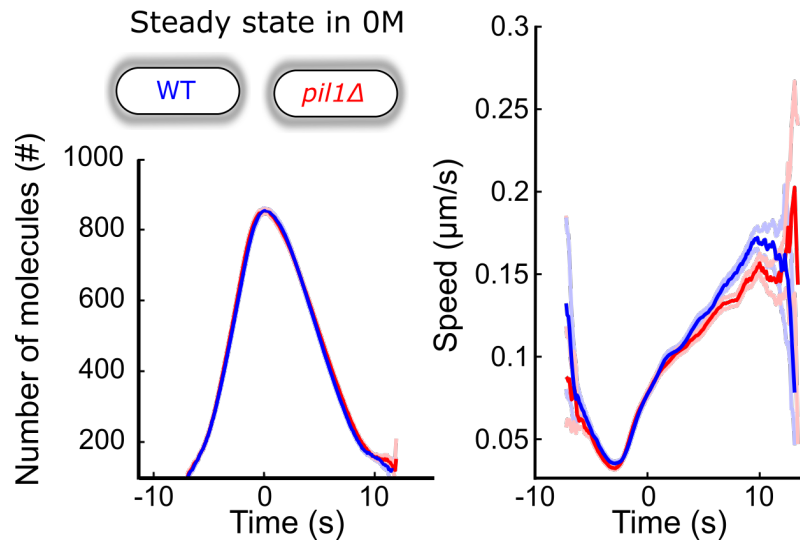 Steady state in 0M
WT
pil1Δ
Number of molecules (#)
1000
800
600
400
200
-10
0
10
Time (s)
Speed (μm/s)
0.3
0.25
0.2
0.15
0.1
0.05
-10
0
10
Time (s)